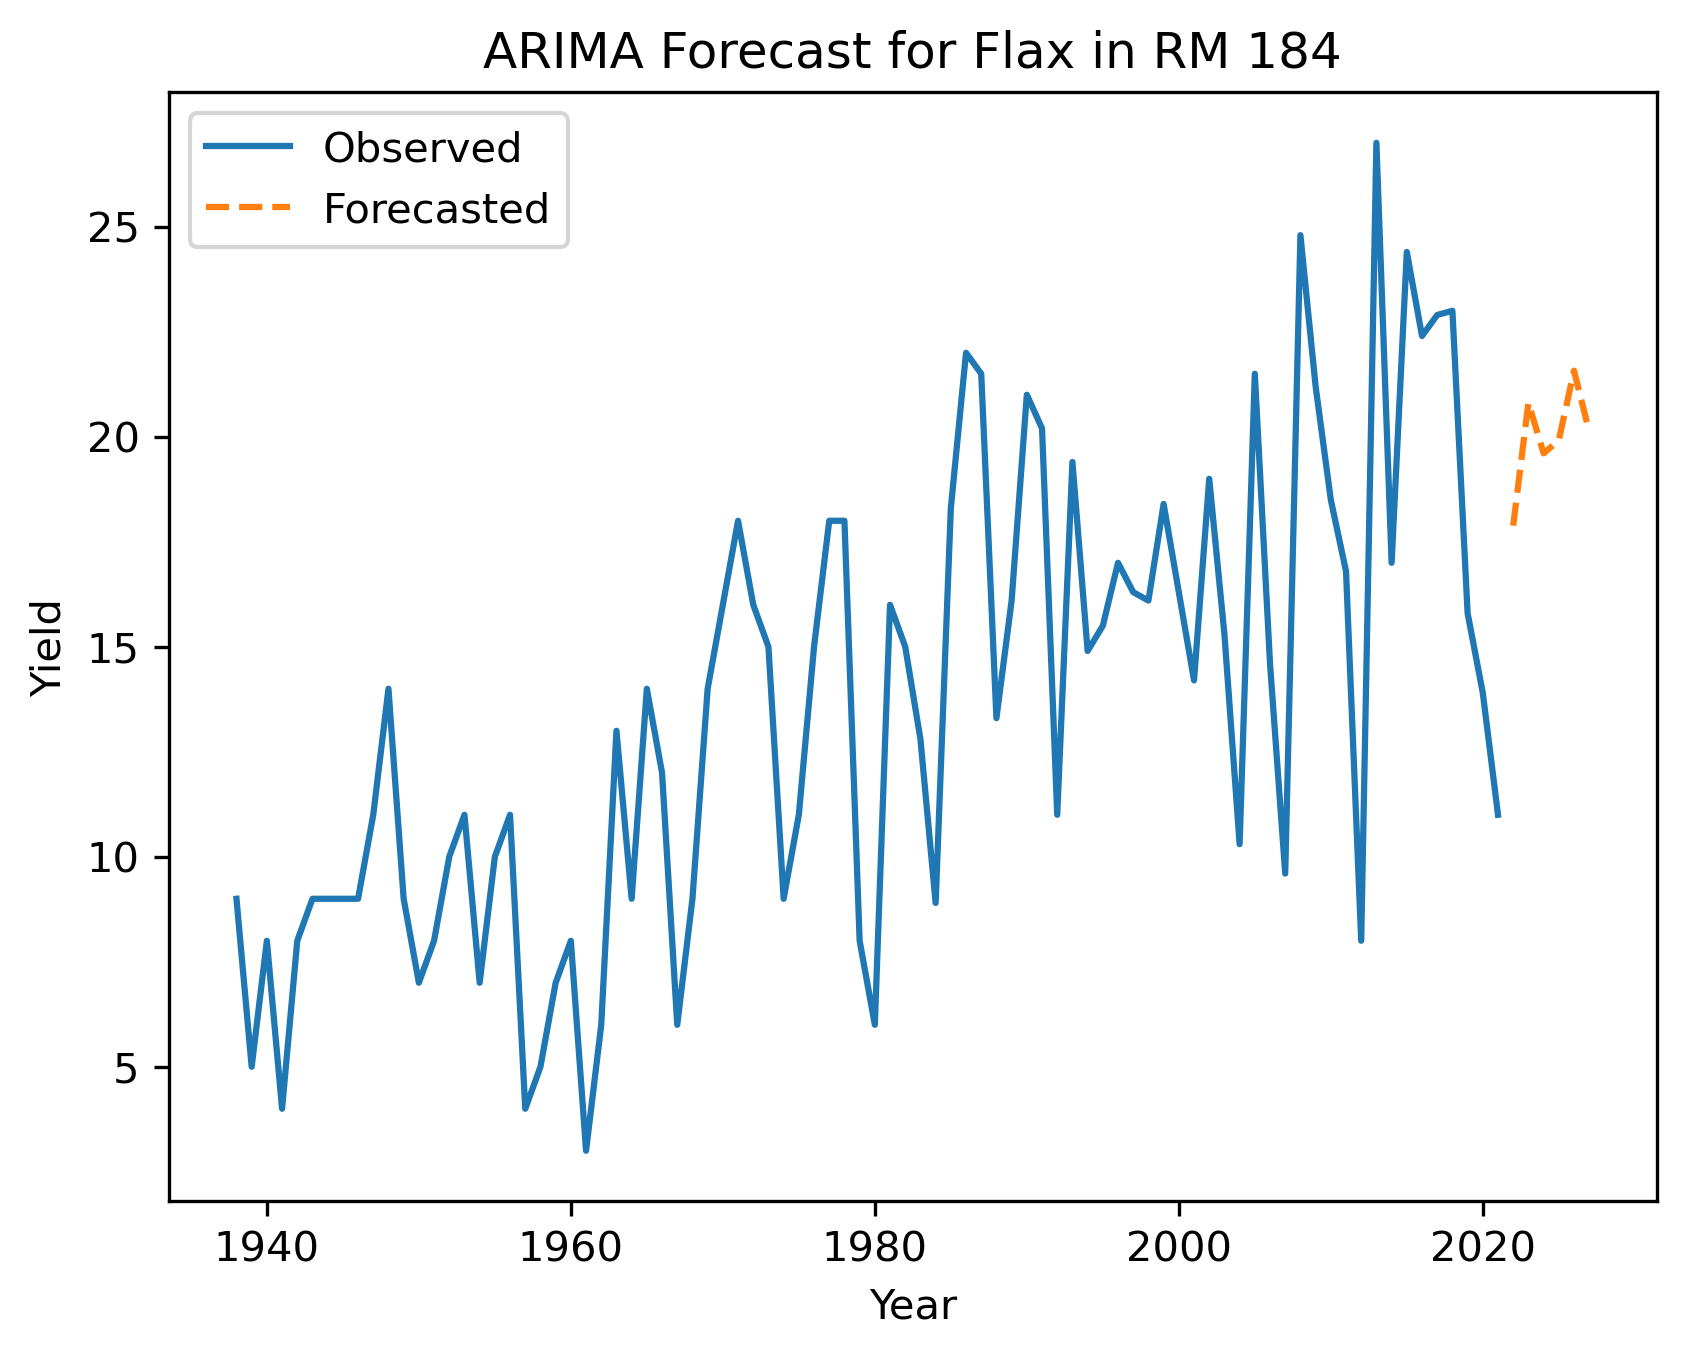 ARIMA Forecast for Flax in RM 184
Observed
Forecasted
25
20
15
10
5
Yield
1940 1960 1980 2000 2020
Year